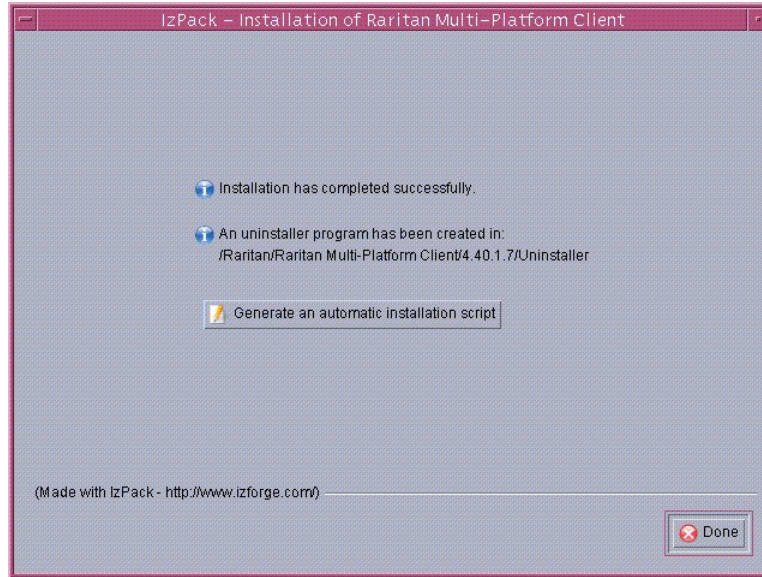 IzPack – Installation of Raritan Multi–Platform Client
Installation has completed successfully.
An uninstaller program has been created in:
/Raritan/Raritan Multi-Platform Client/4.40.1.7/Uninstaller
Generate an automatic installation script
(Made with IzPack - http://www.izforge.com/)
Done